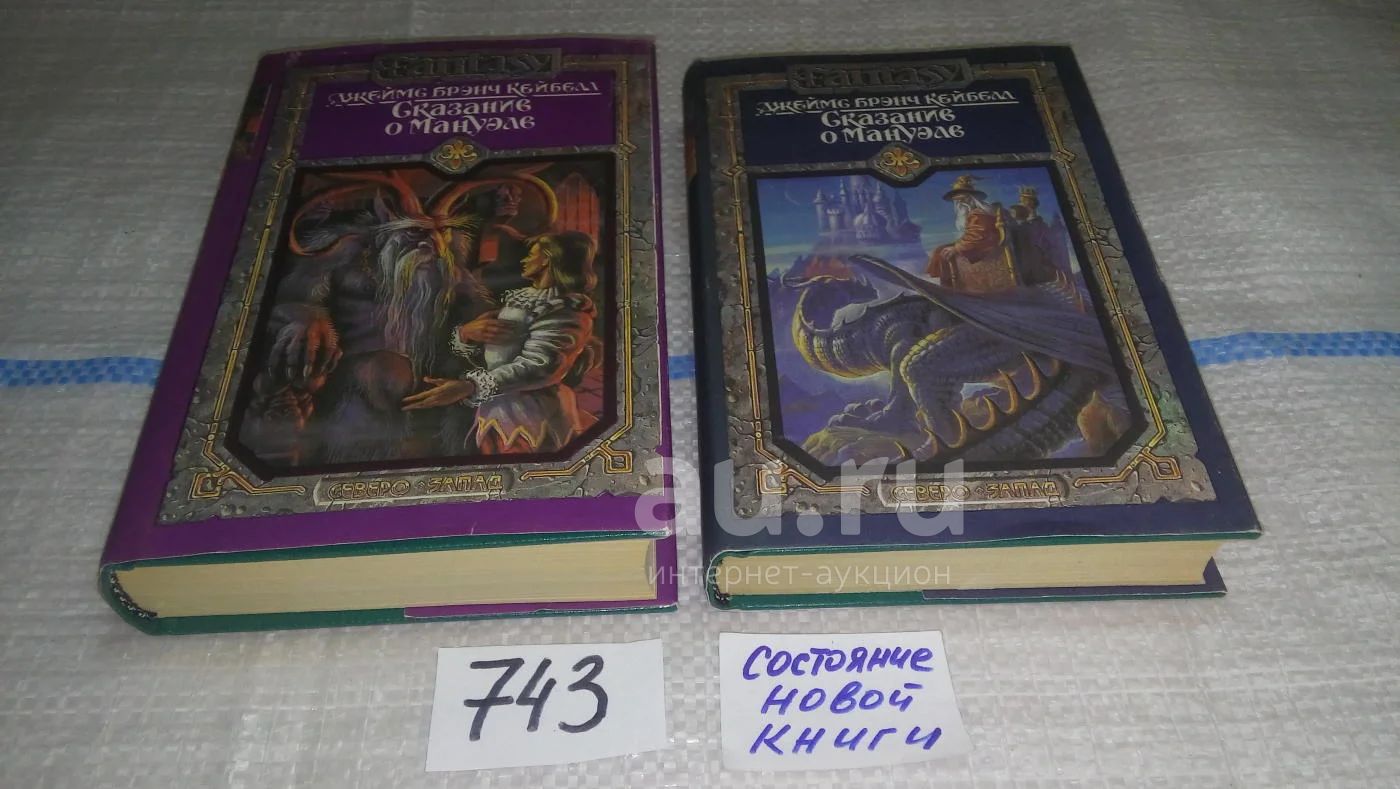 Fantasy
ДЖЕЙМС БРЭНЧ КЕЙБЕЛЛ
Сказание
о Мануэле
СЕВЕРО-ЗАПАД
Fantasy
ДЖЕЙМС БРЭНЧ КЕЙБЕЛЛ
Сказание
о Мануэле
СЕВЕРО-ЗАПАД
au.ru
интернет-аукцион
743
СОСТОЯНИЕ
НОВОЙ
КНИГИ